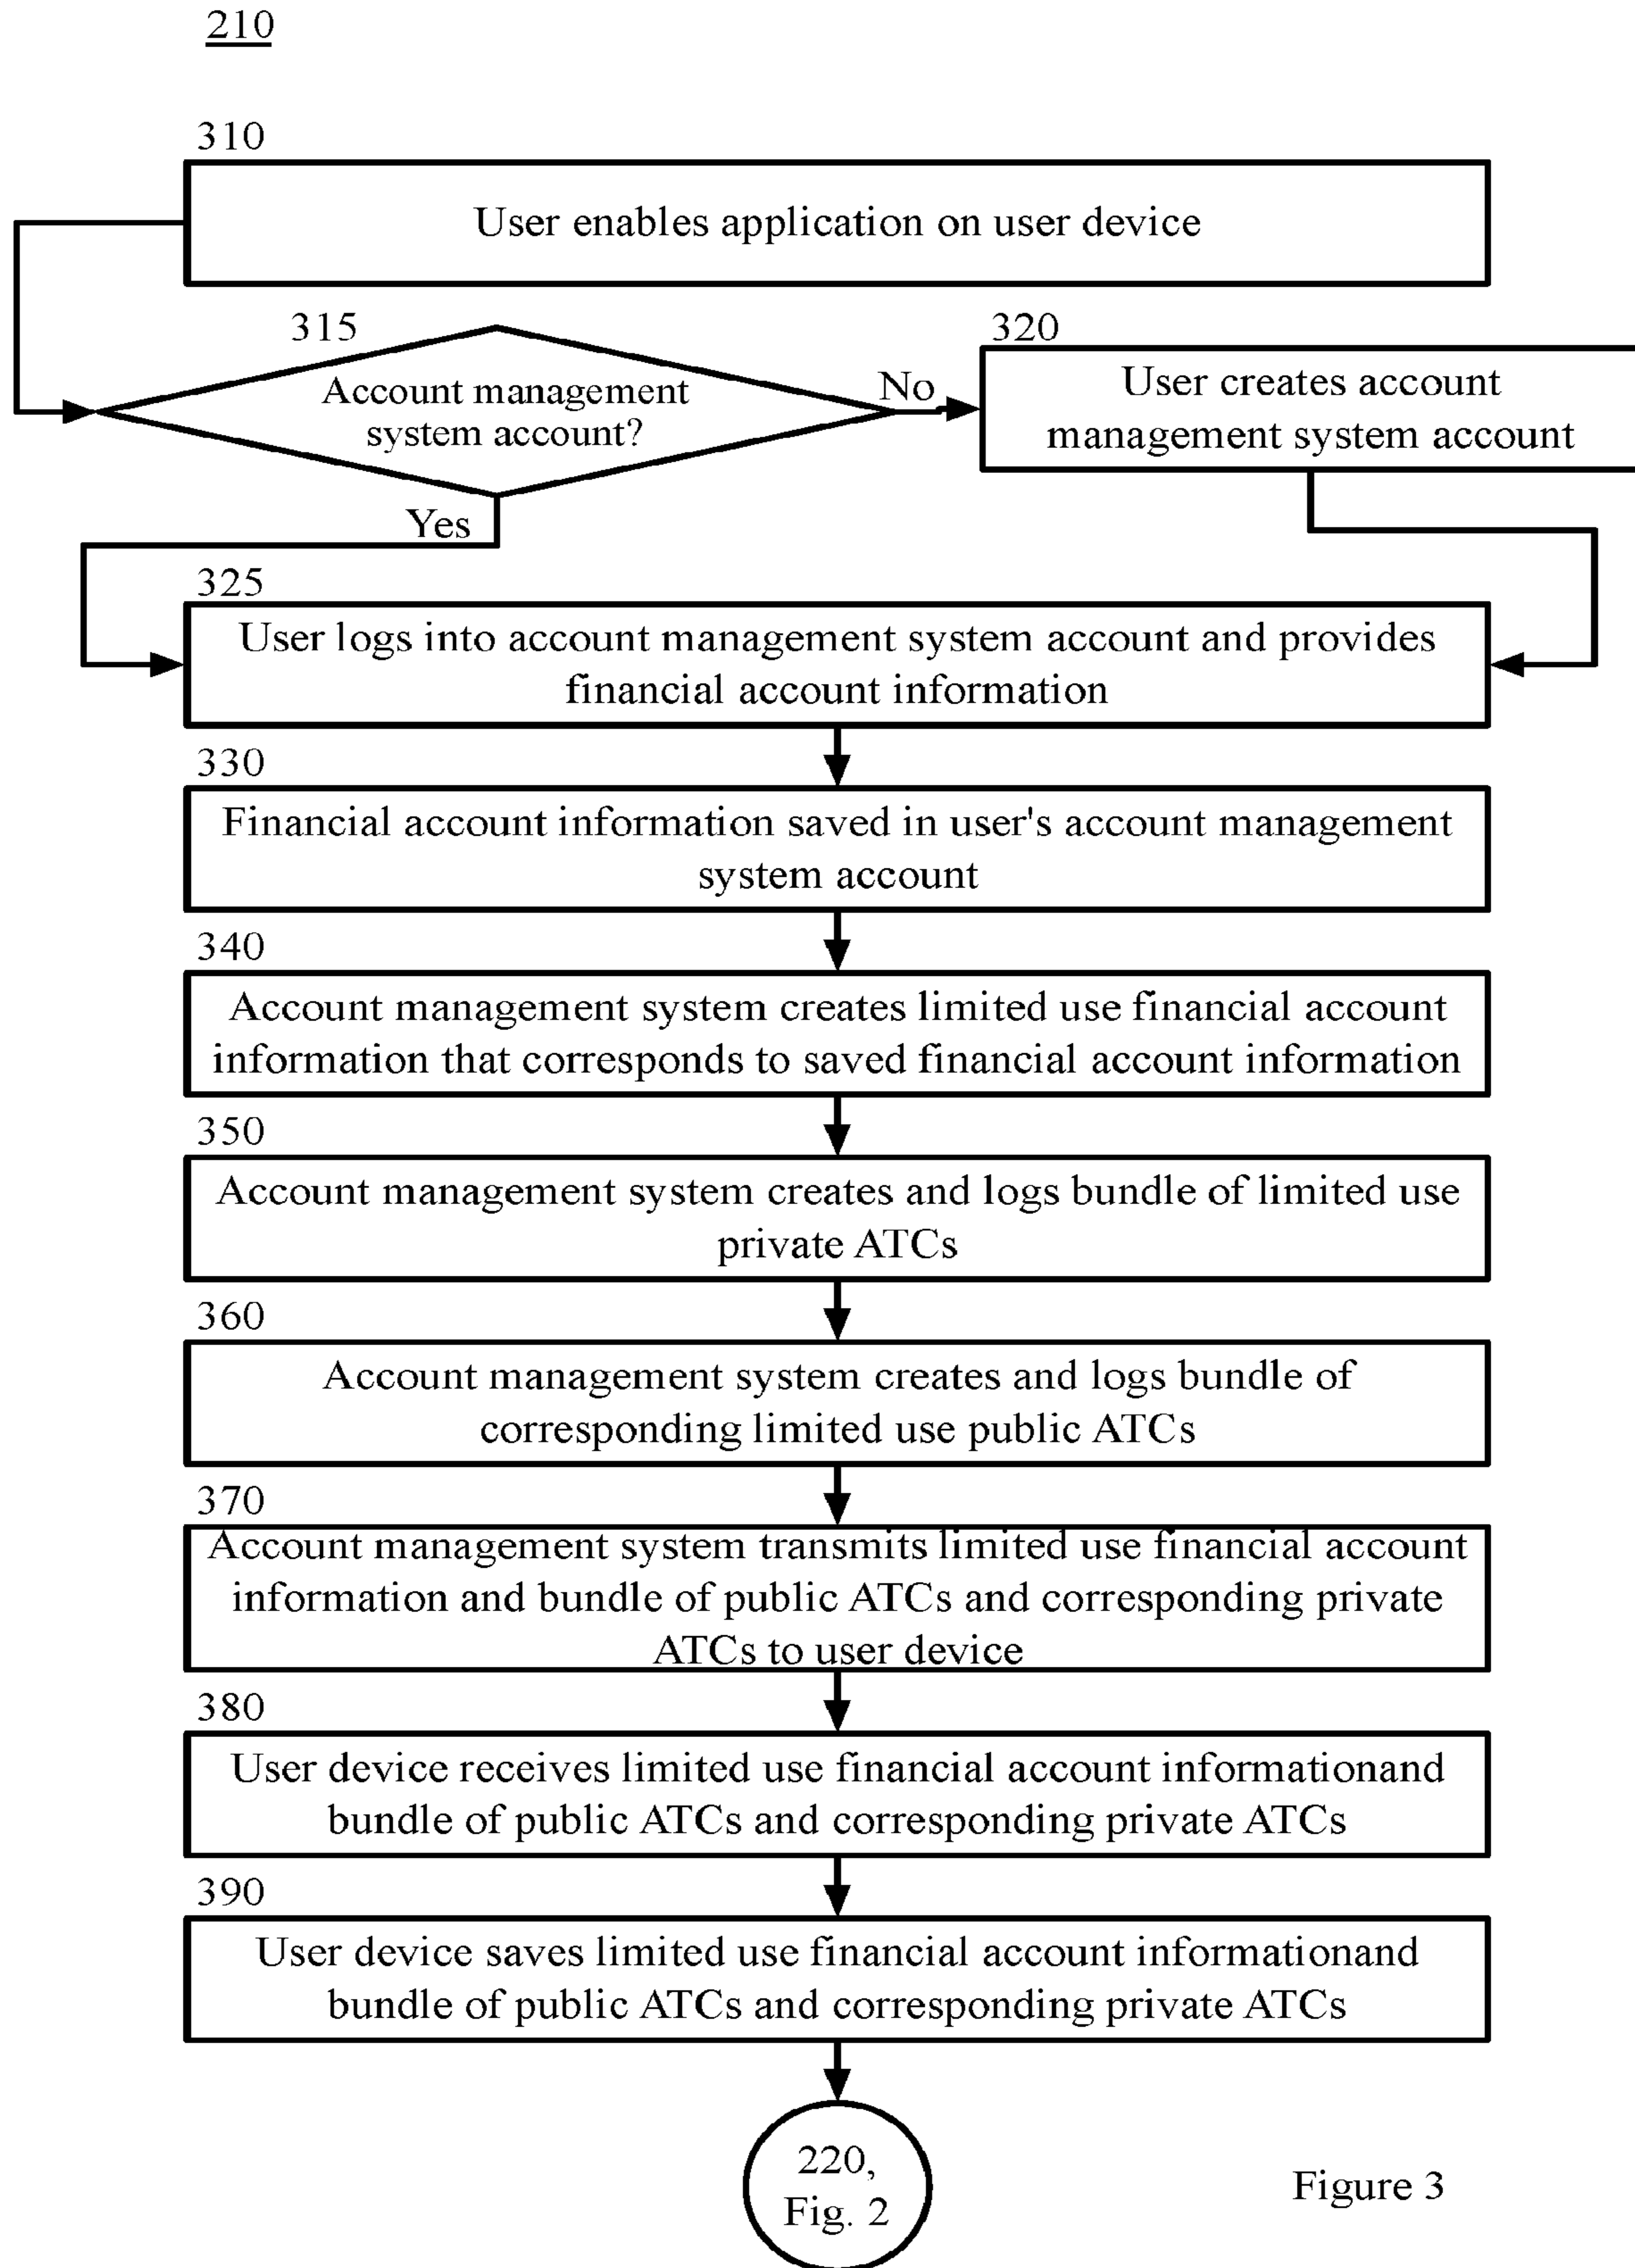 210
310
User enables application on user device
315
Account management
system account?
No
320
User creates account
management system account
Yes
325
User logs into account management system account and provides
financial account information
330
Financial account information saved in user's account management
system account
340
Account management system creates limited use financial account
information that corresponds to saved financial account information
350
Account management system creates and logs bundle of limited use
private ATCs
360
Account management system creates and logs bundle of
corresponding limited use public ATCs
370
Account management system transmits limited use financial account
information and bundle of public ATCs and corresponding private
ATCs to user device
380
User device receives limited use financial account informationand
bundle of public ATCs and corresponding private ATCs
390
User device saves limited use financial account informationand
bundle of public ATCs and corresponding private ATCs
220,
Fig. 2
Figure 3